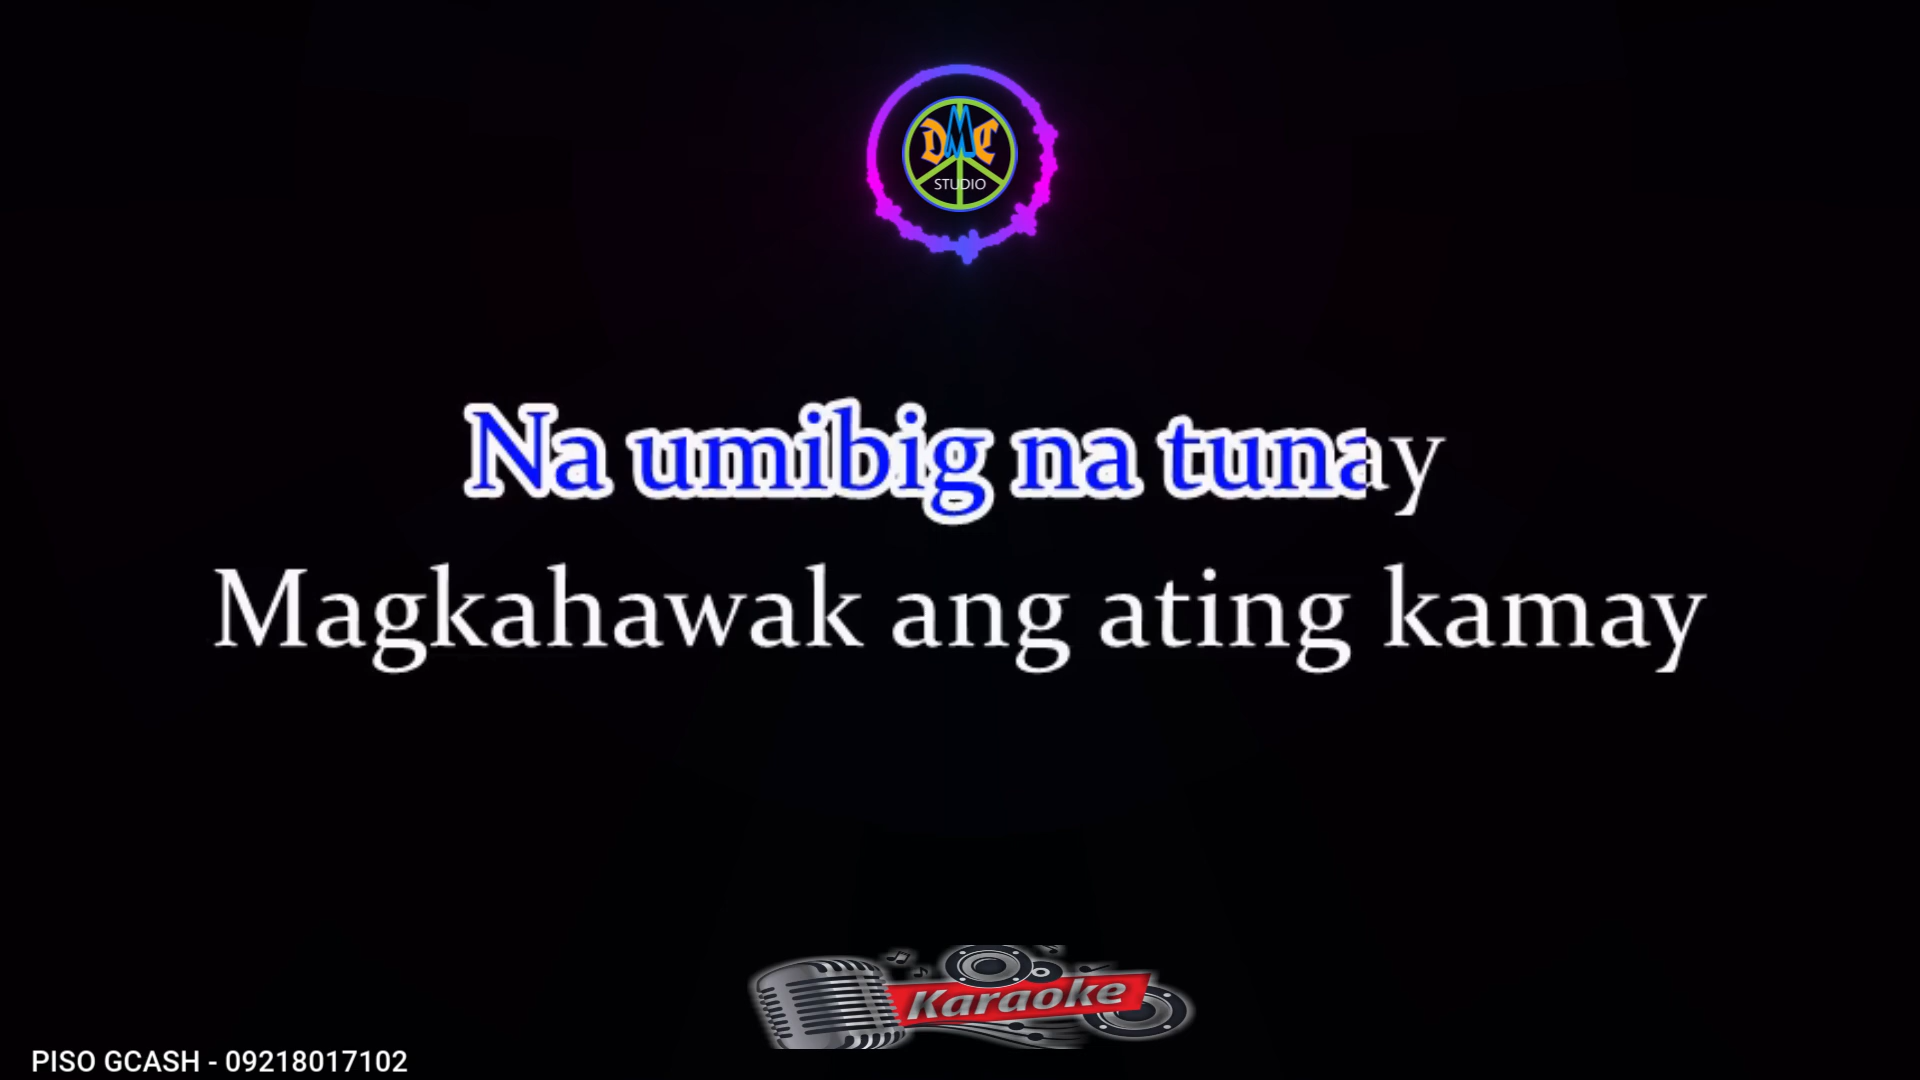 DMC
STUDIO
Na umibig na tunay
Magkahawak ang ating kamay
Karaoke
PISO GCASH - 09218017102